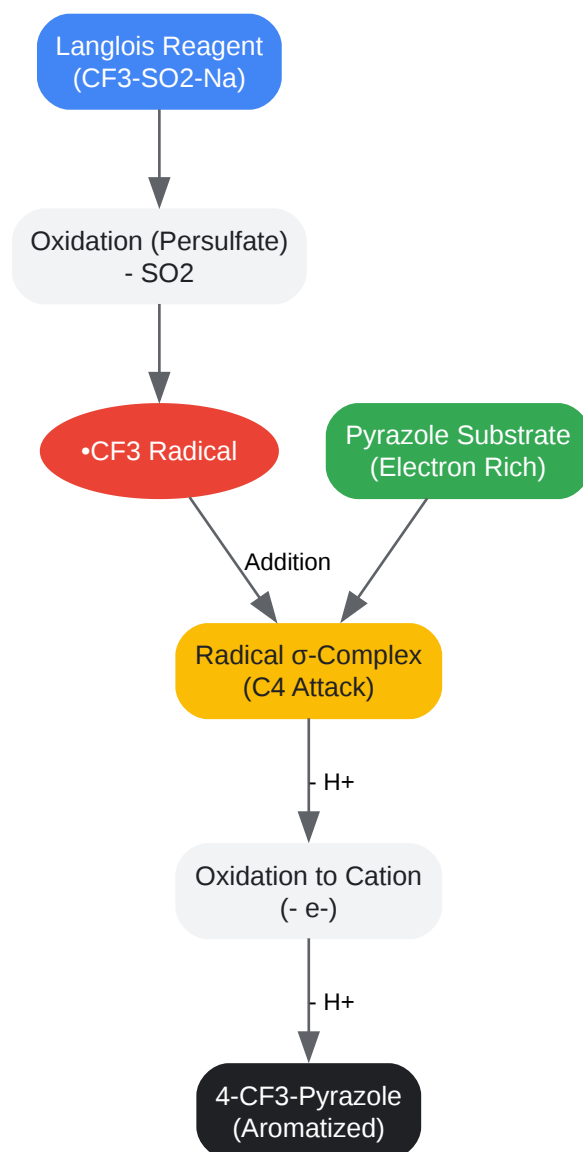 Langlois Reagent
(CF3-SO2-Na)
Oxidation (Persulfate)
- SO2
•CF3 Radical
Pyrazole Substrate
(Electron Rich)
Addition
Radical σ-Complex
(C4 Attack)
- H+
Oxidation to Cation
(- e-)
- H+
4-CF3-Pyrazole
(Aromatized)